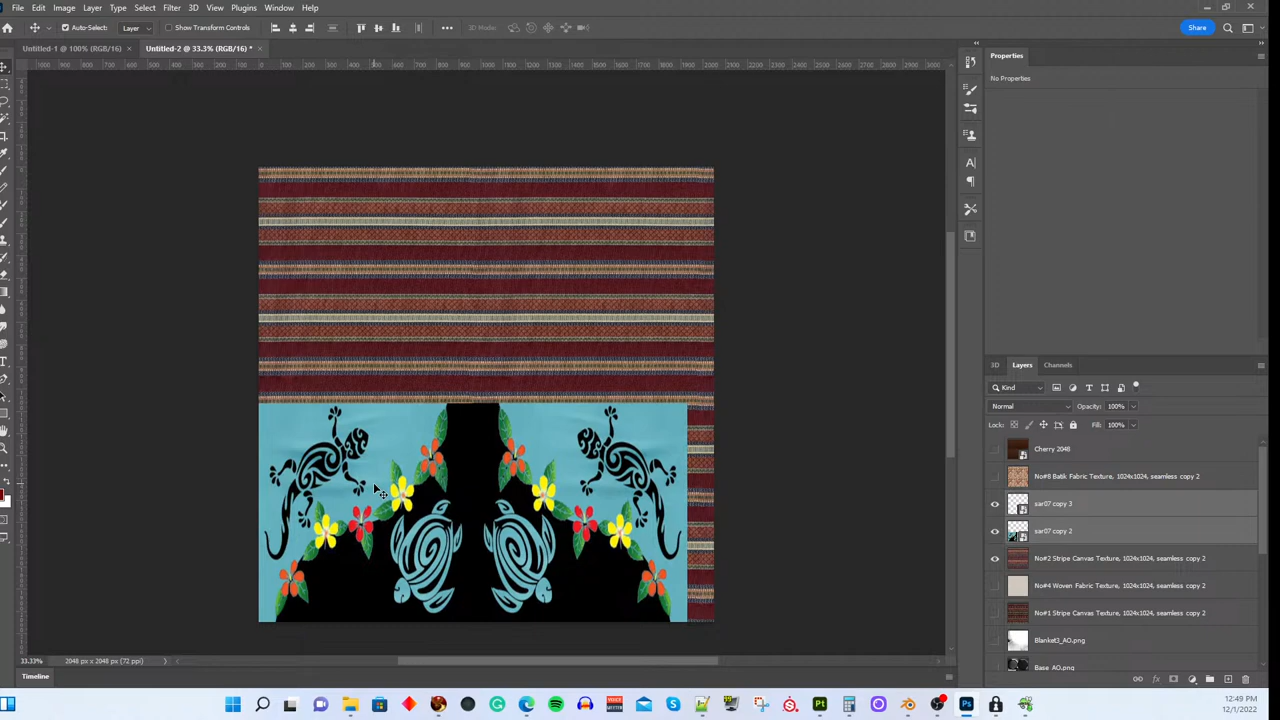 File Edit Image Layer Type Select Filter 3D View Plugins Window Help
Auto-Select: Layer Show Transform Controls 3D Mode: Share
Untitled-1 @ 100% (RGB/16) × Untitled-2 @ 33.3% (RGB/16) * ×
Properties
No Properties
3D Layers Channels
Kind
Normal Opacity: 100%
Lock: Fill: 100%
Cherry 2048
No#8 Batik Fabric Texture, 1024x1024, seamless copy 2
sar07 copy 3
sar07 copy 2
No#2 Stripe Canvas Texture, 1024x1024, seamless copy 2
No#4 Woven Fabric Texture, 1024x1024, seamless copy 2
No#1 Stripe Canvas Texture, 1024x1024, seamless copy 2
Blanket3_AO.png
Base_AO.png
33.33% 2048 px x 2048 px (72 ppi)
Timeline
12:49 PM
12/1/2022